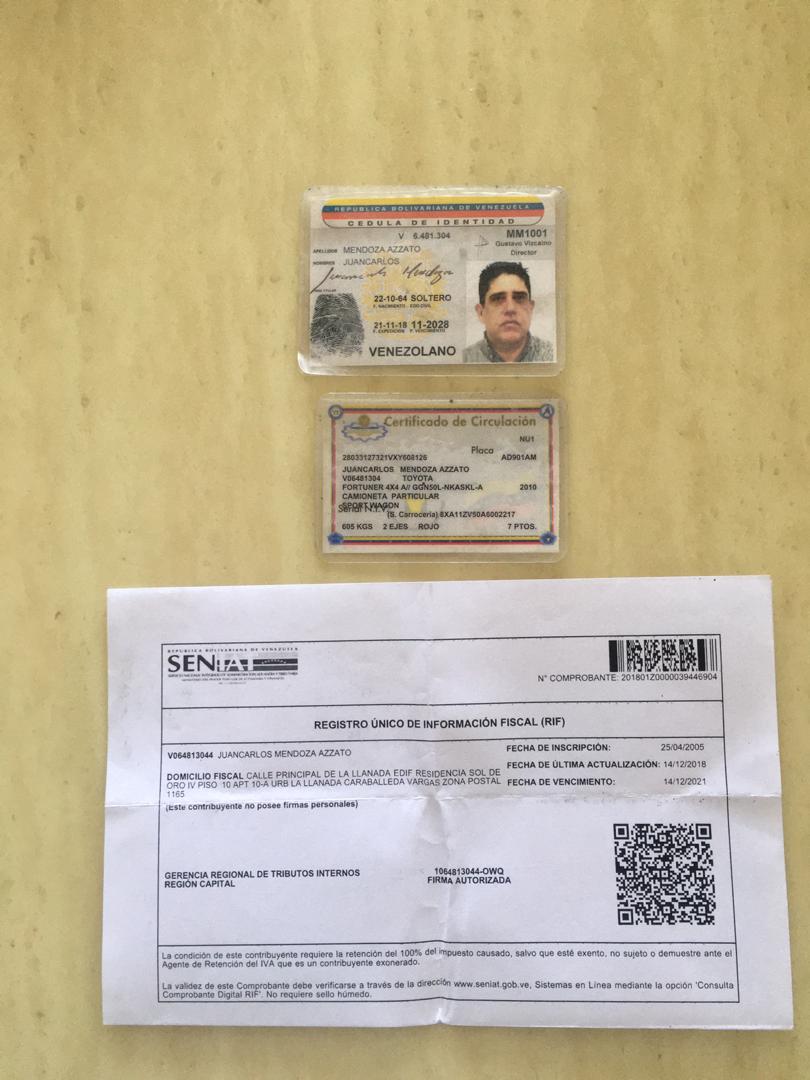 REPUBLICA BOLIVARIANA DE VENEZUELA
CEDULA DE IDENTIDAD
V 6.481.304
MM1001
Gustavo Vizcaino
Director
APELLIDOS MENDOZA AZZATO
NOMBRES JUANCARLOS
22-10-64 SOLTERO
F. NACIMIENTO EDO CIVIL
21-11-18 11-2028
F. EXPEDICION F. VENCIMIENTO
VENEZOLANO
Certificado de Circulación
NU1
Placa
28033127321VXY608126 AD901AM
JUANCARLOS MENDOZA AZZATO
V06481304 TOYOTA
FORTUNER 4X4 A// GGN50L-NKASKL-A 2010
CAMIONETA PARTICULAR
SPORT WAGON
Serial N.I.V.
(S. Carroceria) 8XA11ZV50A6002217
605 KGS 2 EJES ROJO 7 PTOS.
REPUBLICA BOLIVARIANA DE VENEZUELA
SENIAT
N° COMPROBANTE: 201801Z0000039446904
REGISTRO ÚNICO DE INFORMACIÓN FISCAL (RIF)
V064813044 JUANCARLOS MENDOZA AZZATO
FECHA DE INSCRIPCIÓN: 25/04/2005
FECHA DE ÚLTIMA ACTUALIZACIÓN: 14/12/2018
FECHA DE VENCIMIENTO: 14/12/2021
DOMICILIO FISCAL CALLE PRINCIPAL DE LA LLANADA EDIF RESIDENCIA SOL DE
ORO IV PISO 10 APT 10-A URB LA LLANADA CARABALLEDA VARGAS ZONA POSTAL
1165
(Este contribuyente no posee firmas personales)
GERENCIA REGIONAL DE TRIBUTOS INTERNOS
REGIÓN CAPITAL
1064813044-OWQ
FIRMA AUTORIZADA
La condición de este contribuyente requiere la retención del 100% del impuesto causado, salvo que esté exento, no sujeto o demuestre ante el
Agente de Retención del IVA que es un contribuyente exonerado.
La validez de este Comprobante debe verificarse a través de la dirección www.seniat.gob.ve, Sistemas en Línea mediante la opción 'Consulta
Comprobante Digital RIF'. No requiere sello húmedo.